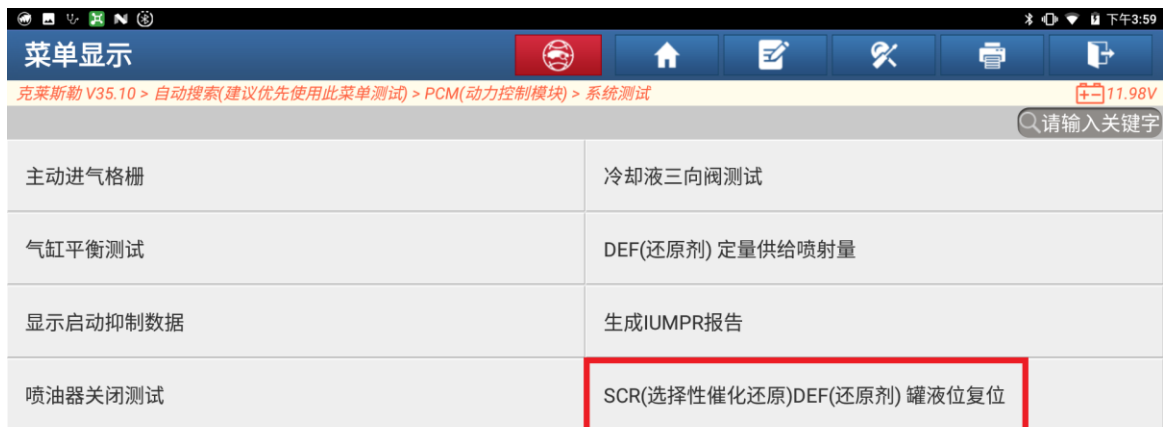 下午3:59
菜单显示
克莱斯勒 V35.10 > 自动搜索(建议优先使用此菜单测试) > PCM(动力控制模块) > 系统测试
11.98V
请输入关键字
主动进气格栅
冷却液三向阀测试
气缸平衡测试
DEF(还原剂) 定量供给喷射量
显示启动抑制数据
生成IUMPR报告
喷油器关闭测试
SCR(选择性催化还原)DEF(还原剂) 罐液位复位